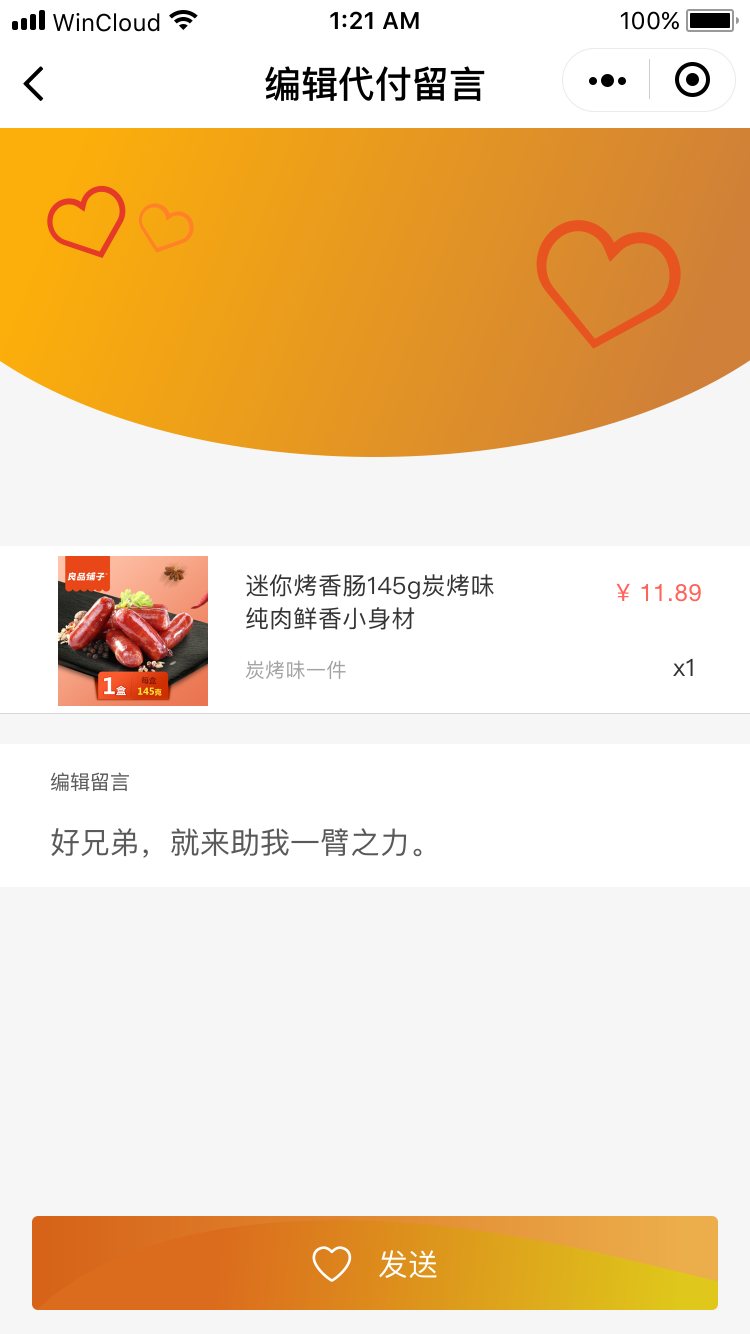 WinCloud 1:21 AM 100%
编辑代付留言
良品铺子
1盒 每盒 145克
迷你烤香肠145g炭烤味 ¥ 11.89
纯肉鲜香小身材
炭烤味一件 x1
编辑留言
好兄弟，就来助我一臂之力。
发送